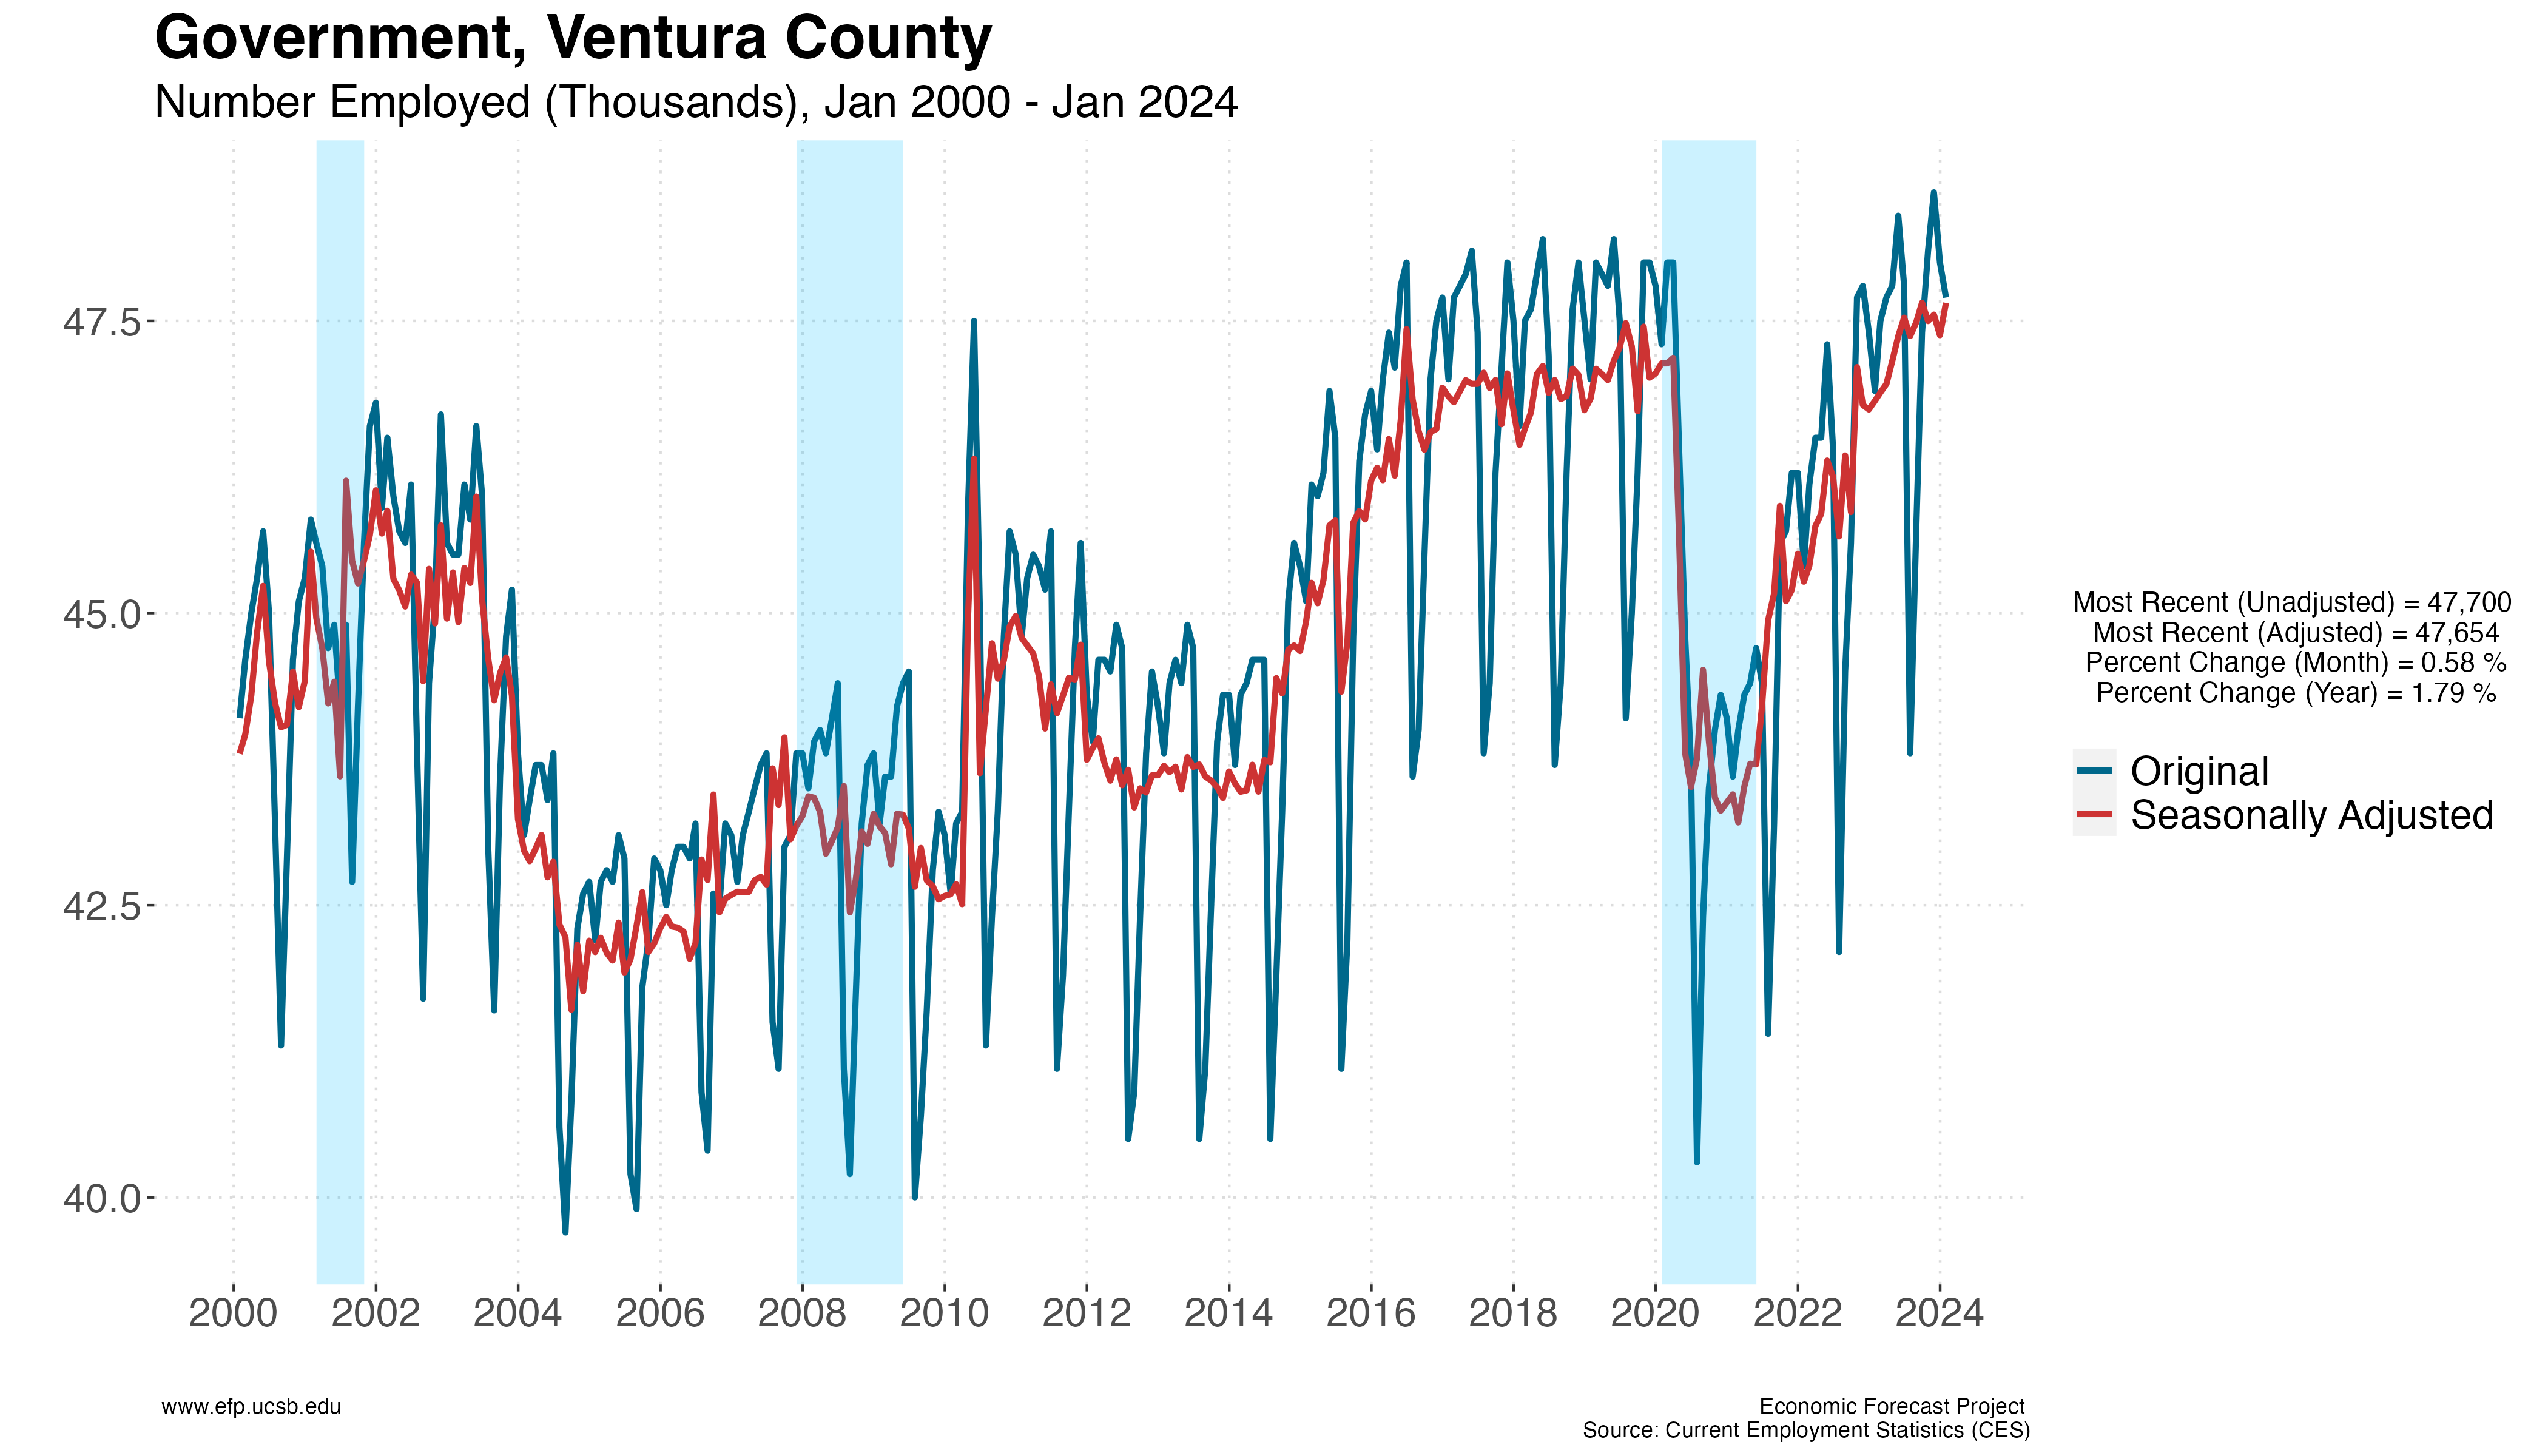 Government, Ventura County
Number Employed (Thousands), Jan 2000 - Jan 2024
47.5
45.0
42.5
40.0
2000 2002 2004 2006 2008 2010 2012 2014 2016 2018 2020 2022 2024
Most Recent (Unadjusted) = 47,700
Most Recent (Adjusted) = 47,654
Percent Change (Month) = 0.58 %
Percent Change (Year) = 1.79 %
Original
Seasonally Adjusted
www.efp.ucsb.edu
Economic Forecast Project
Source: Current Employment Statistics (CES)